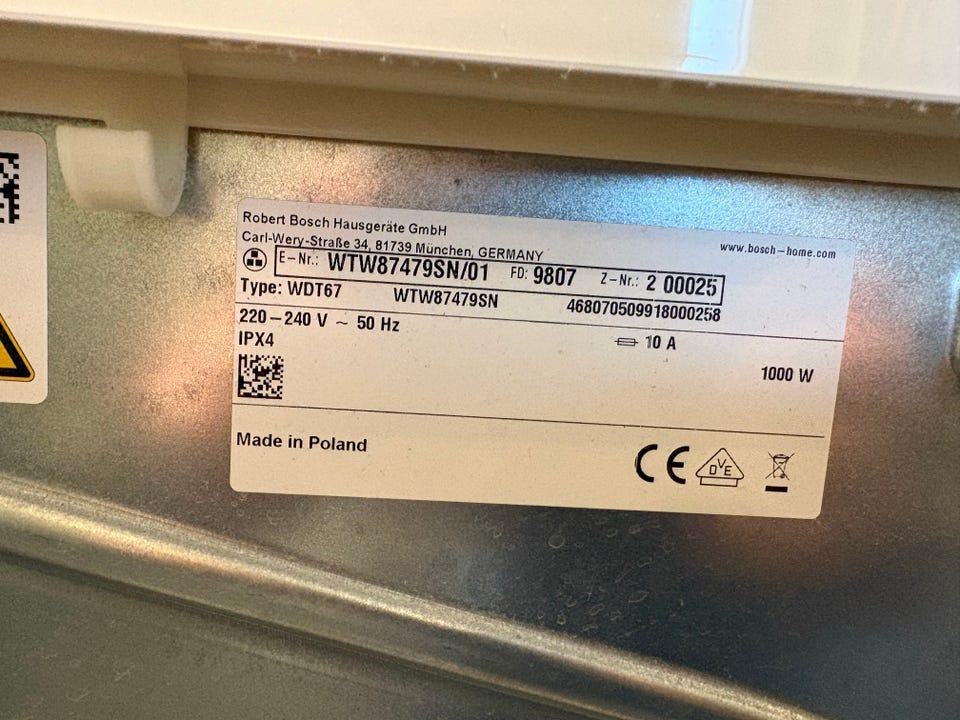 Robert Bosch Hausgeräte GmbH
Carl-Wery-Straße 34, 81739 München, GERMANY
www.bosch-home.com
E-Nr.: WTW87479SN/01 FD: 9807 Z-Nr.: 2 00025
Type: WDT67 WTW87479SN 468070509918000258
220-240 V ~ 50 Hz
10 A
IPX4
1000 W
Made in Poland
CE
DVE